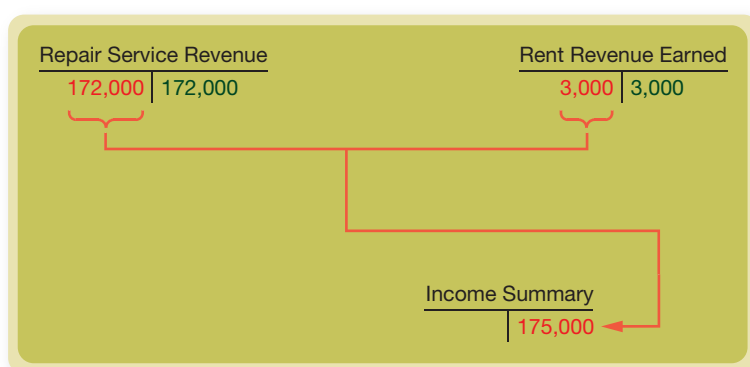 Repair Service Revenue
172,000 172,000
Rent Revenue Earned
3,000 3,000
Income Summary
175,000